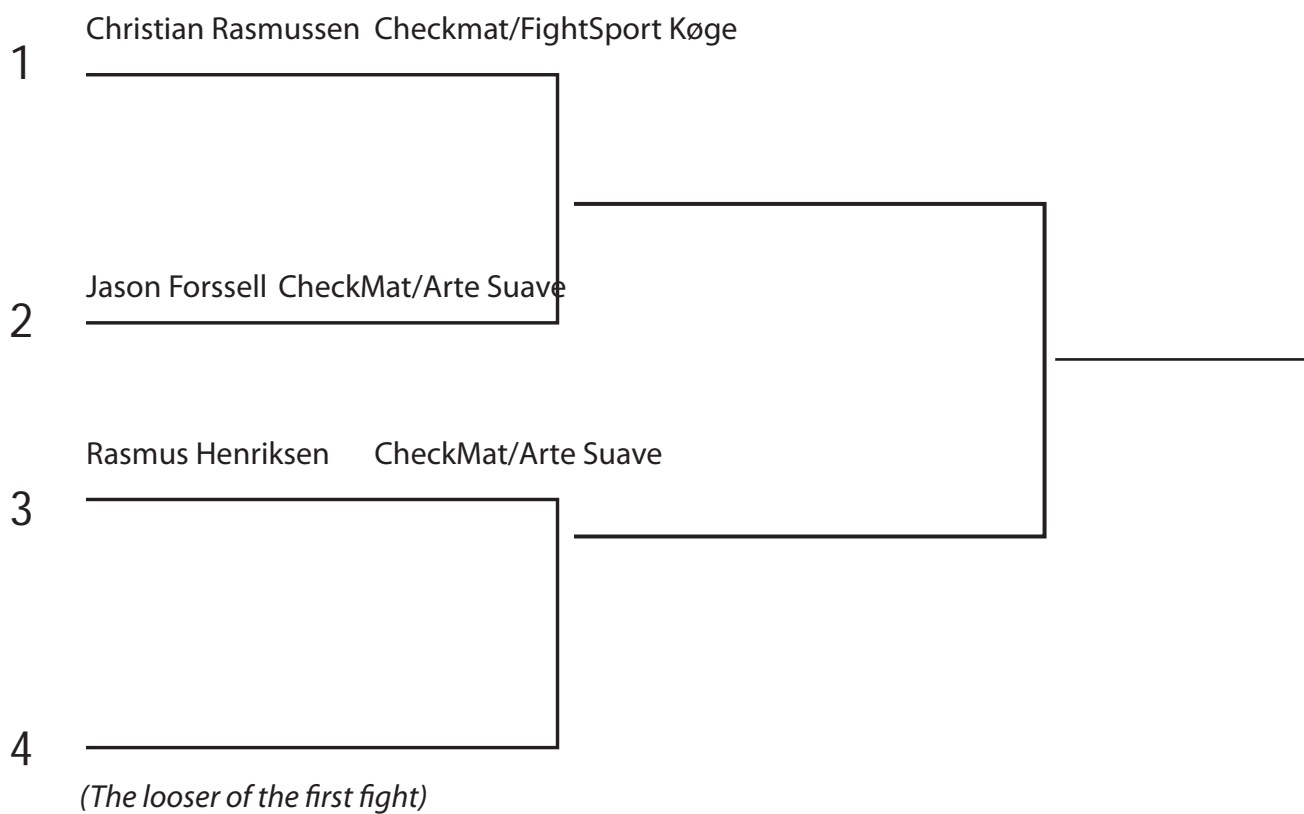 Christian Rasmussen Checkmat/FightSport Køge
1
Jason Forssell CheckMat/Arte Suave
2
Rasmus Henriksen CheckMat/Arte Suave
3
4
(The looser of the first fight)